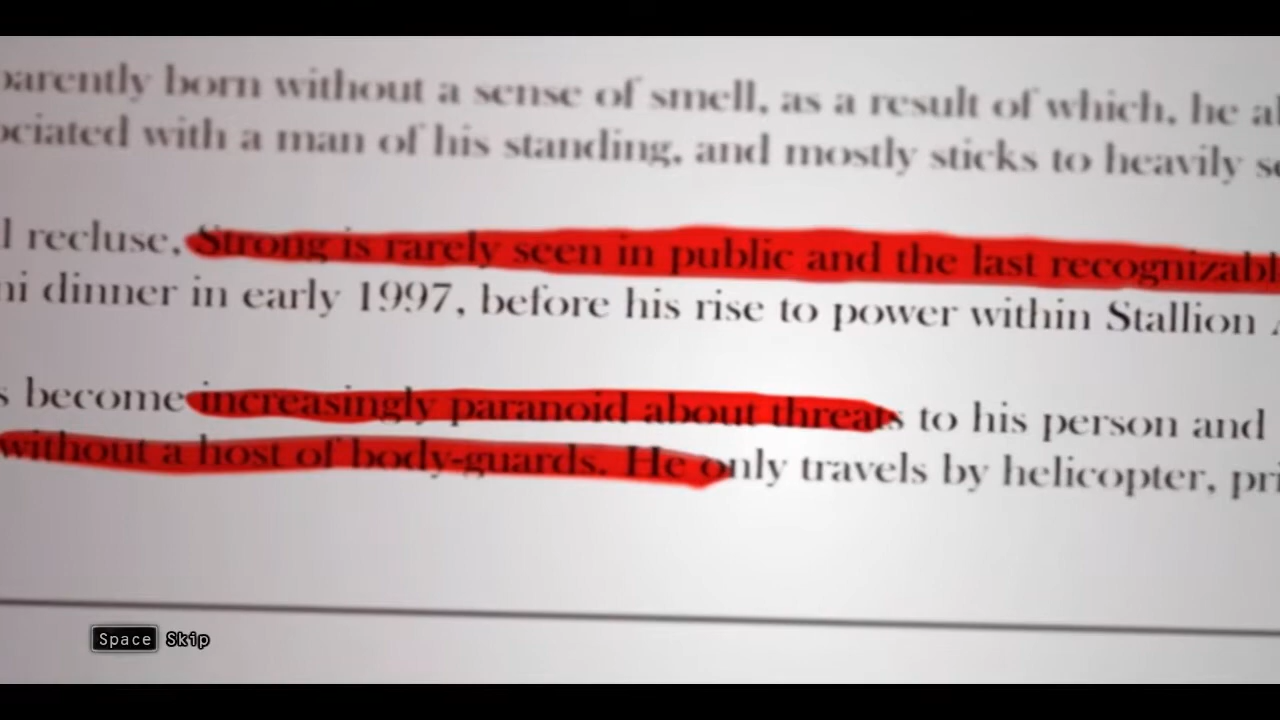 parently born without a sense of smell, as a result of which, he al
ociated with a man of his standing, and mostly sticks to heavily se
l recluse, Strong is rarely seen in public and the last recognizabl
ni dinner in early 1997, before his rise to power within Stallion A
s become increasingly paranoid about threats to his person and
without a host of body-guards. He only travels by helicopter, pri
Space Skip